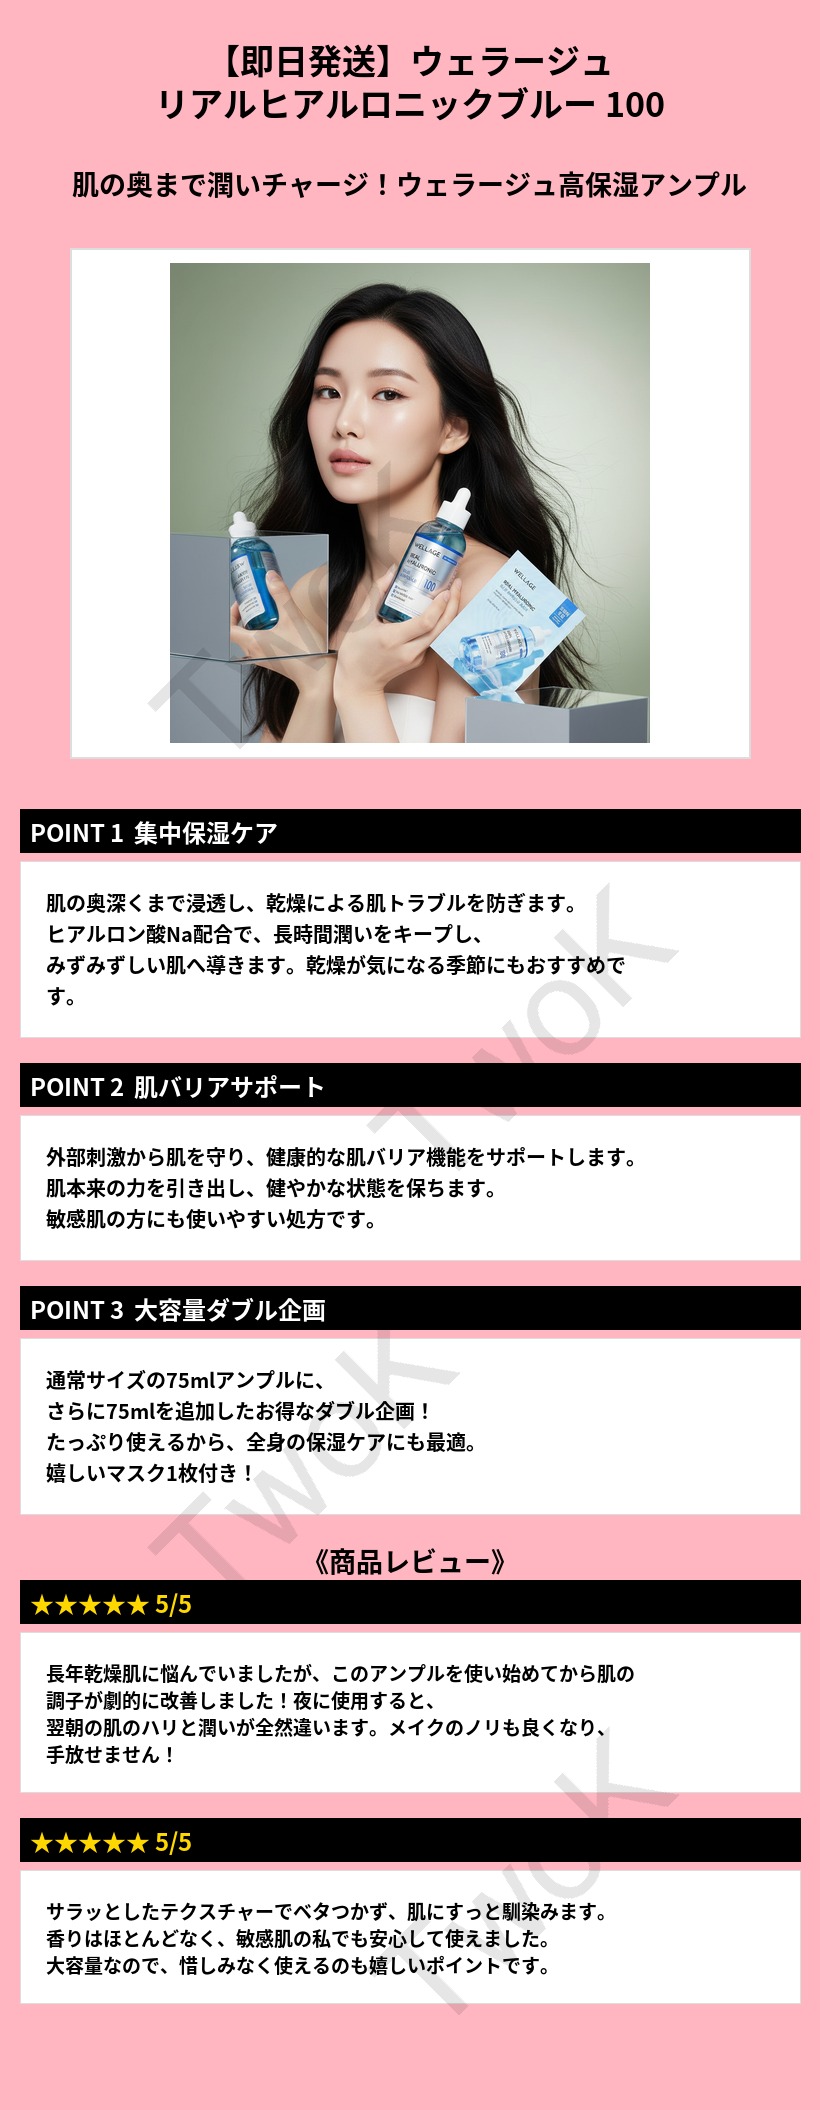 【即日発送】ウェラージュ
リアルヒアルロニックブルー 100
肌の奥まで潤いチャージ！ウェラージュ高保湿アンプル
WELLAGE
REAL
HYALURONIC
100
WELLAGE
REAL HYALURONIC
POINT 1 集中保湿ケア
肌の奥深くまで浸透し、乾燥による肌トラブルを防ぎます。
ヒアルロン酸Na配合で、長時間潤いをキープし、
みずみずしい肌へ導きます。乾燥が気になる季節にもおすすめで
す。
POINT 2 肌バリアサポート
外部刺激から肌を守り、健康的な肌バリア機能をサポートします。
肌本来の力を引き出し、健やかな状態を保ちます。
敏感肌の方にも使いやすい処方です。
POINT 3 大容量ダブル企画
通常サイズの75mlアンプルに、
さらに75mlを追加したお得なダブル企画！
たっぷり使えるから、全身の保湿ケアにも最適。
嬉しいマスク1枚付き！
《商品レビュー》
★★★★★ 5/5
長年乾燥肌に悩んでいましたが、このアンプルを使い始めてから肌の
調子が劇的に改善しました！夜に使用すると、
翌朝の肌のハリと潤いが全然違います。メイクのノリも良くなり、
手放せません！
★★★★★ 5/5
サラッとしたテクスチャーでベタつかず、肌にすっと馴染みます。
香りはほとんどなく、敏感肌の私でも安心して使えました。
大容量なので、惜しみなく使えるのも嬉しいポイントです。
TwoK
TwoK
TwoK
TwoK